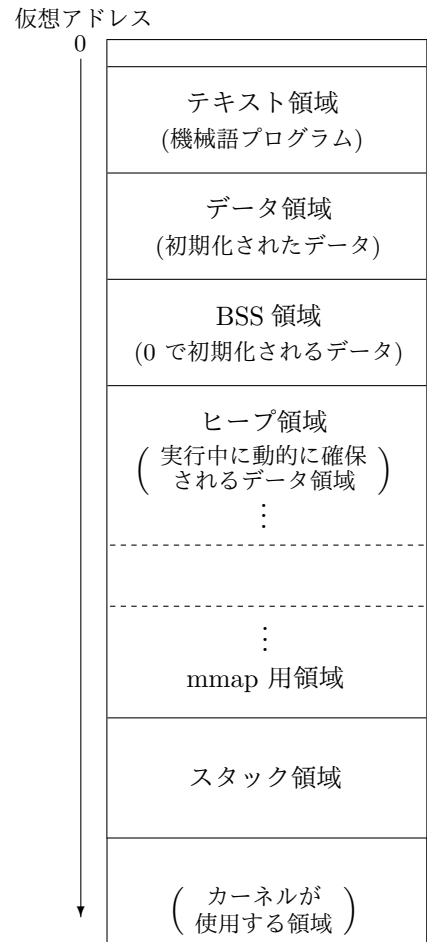 仮想アドレス
0
テキスト領域
(機械語プログラム)
データ領域
(初期化されたデータ)
BSS 領域
(0 で初期化されるデータ)
ヒープ領域
( 実行中に動的に確保
されるデータ領域 )
⋮
⋮
mmap 用領域
スタック領域
( カーネルが
使用する領域 )